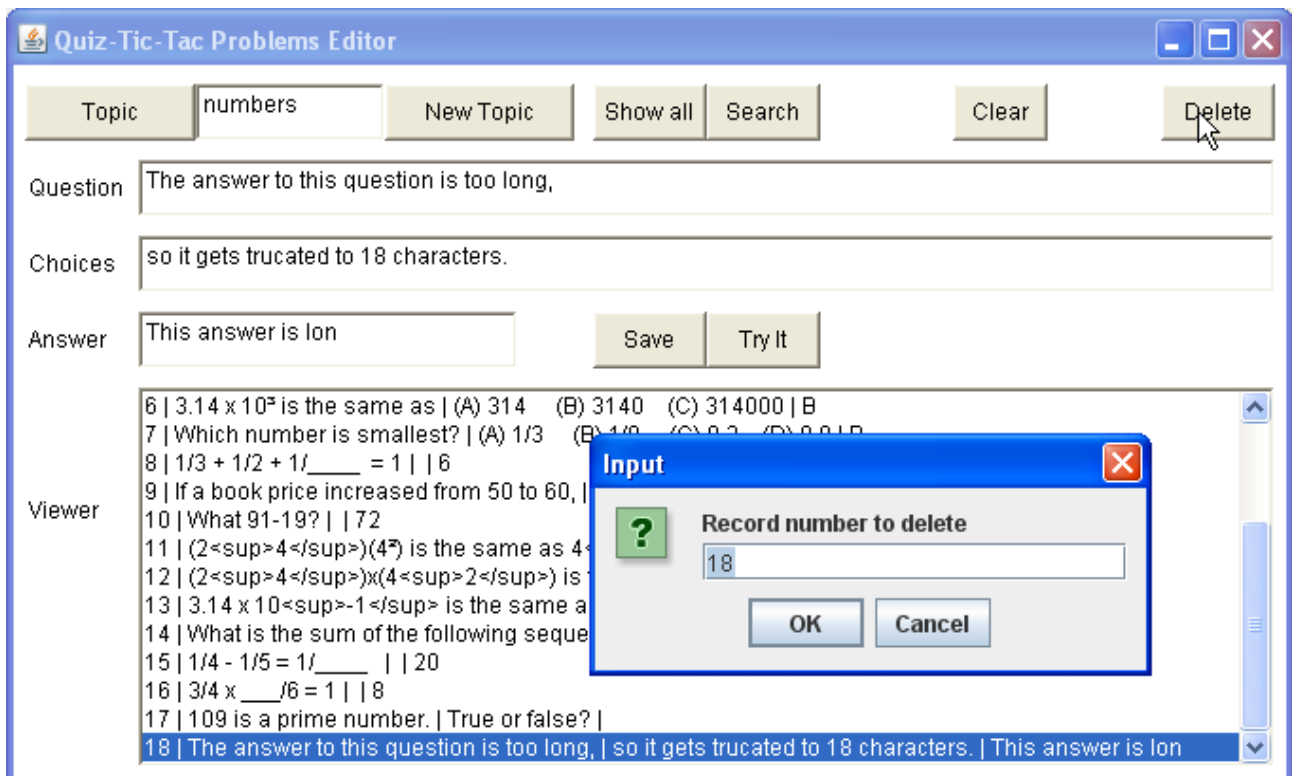 Quiz-Tic-Tac Problems Editor
Topic numbers New Topic Show all Search Clear Delete
Question The answer to this question is too long,
Choices so it gets trucated to 18 characters.
Answer This answer is lon Save Try It
Viewer
6 | 3.14 x 10³ is the same as | (A) 314 (B) 3140 (C) 314000 | B
7 | Which number is smallest? | (A) 1/3
8 | 1/3 + 1/2 + 1/____ = 1 | | 6
9 | If a book price increased from 50 to 60, |
10 | What 91-19? | | 72
11 | (2<sup>4</sup>)(4²) is the same as 4<
12 | (2<sup>4</sup>)x(4<sup>2</sup>) is
13 | 3.14 x 10<sup>-1</sup> is the same a
14 | What is the sum of the following seque
15 | 1/4 - 1/5 = 1/____ | | 20
16 | 3/4 x ___/6 = 1 | | 8
17 | 109 is a prime number. | True or false? |
18 | The answer to this question is too long, | so it gets trucated to 18 characters. | This answer is lon
Input
?
Record number to delete
18
OK Cancel